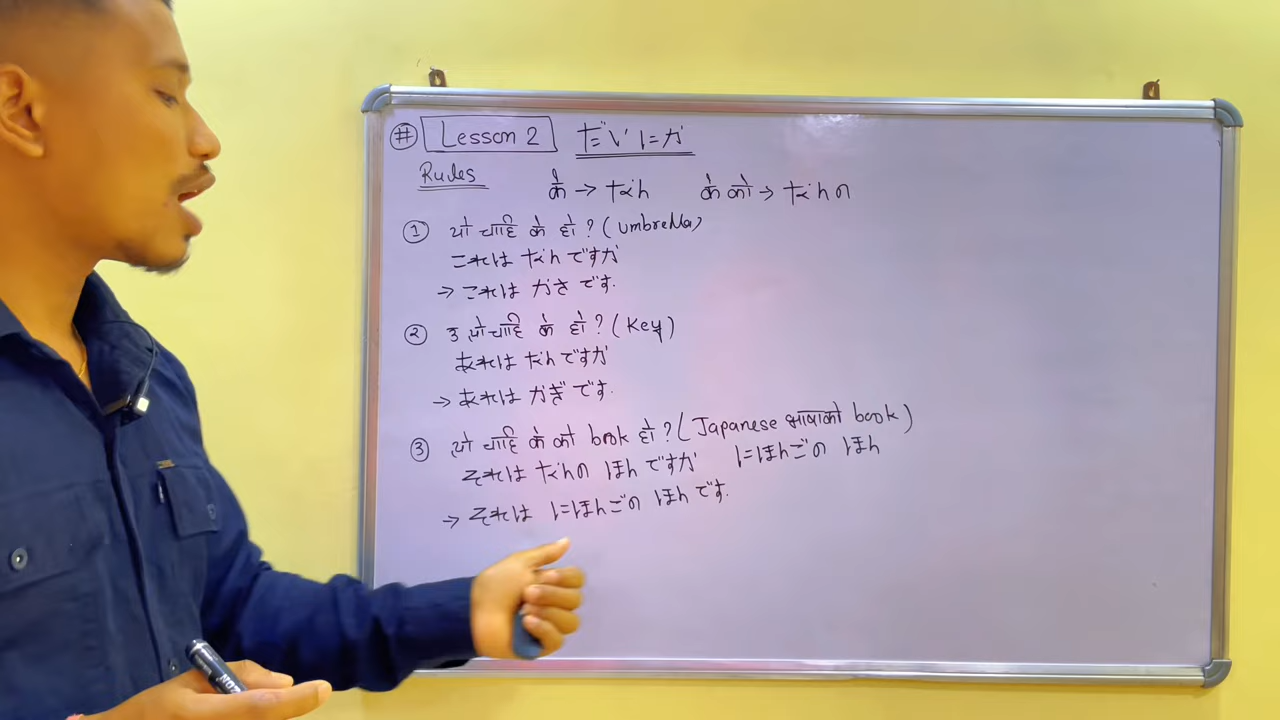 # Lesson 2 だい にか
Rules
के → なん के को → なんの
① यो चाहि के हो? (umbrella)
これは なんですか
→ これは かさ です.
② उ यो चाहि के हो? (Key)
あれは なんですか
→ あれは かぎ です.
③ त्यो चाहि के को book हो? (Japanese भाषाको book)
それは なんの ほん ですか にほんごの ほん
→ それは にほんごの ほん です.